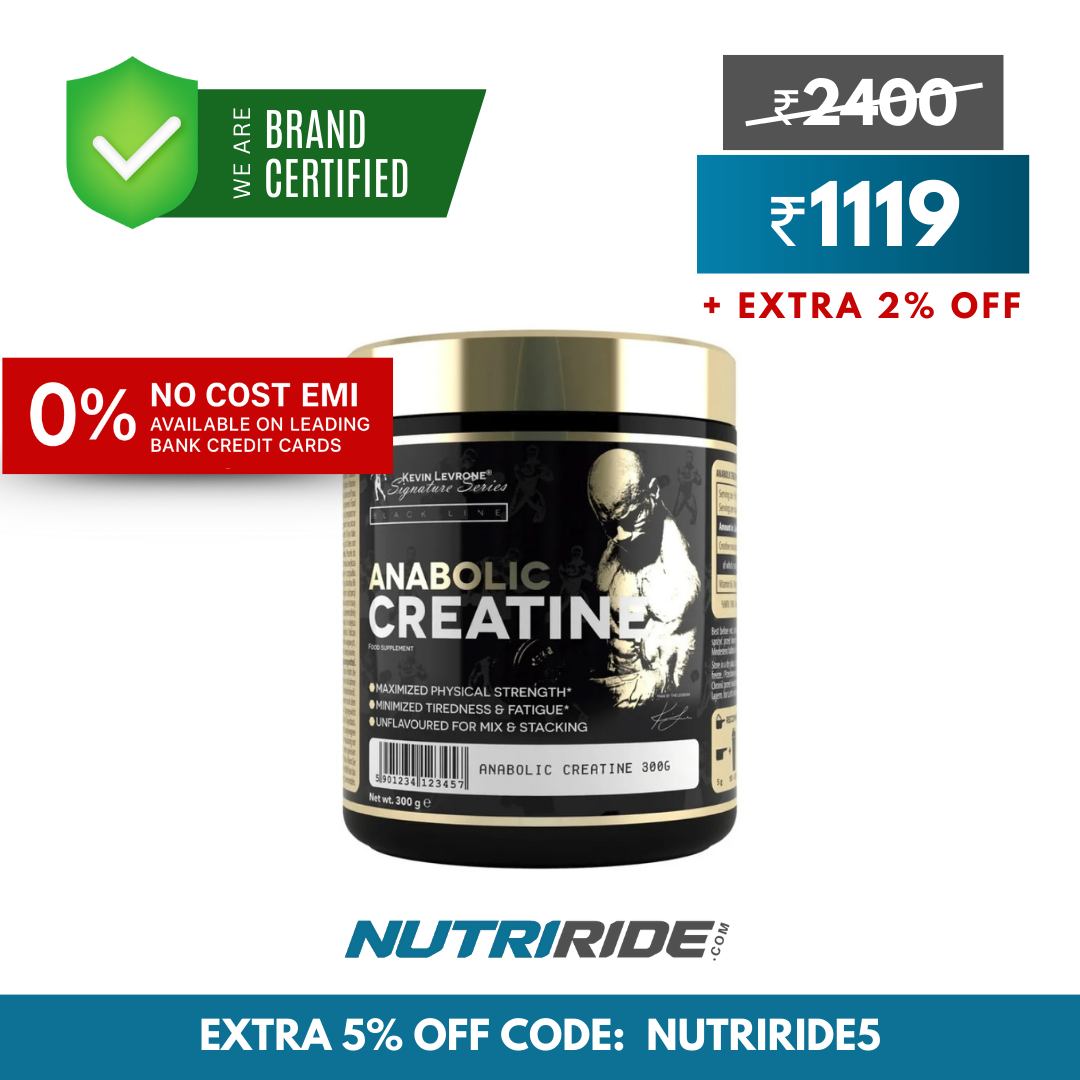 WE ARE
BRAND
CERTIFIED
₹2400
₹1119
+ EXTRA 2% OFF
0%
NO COST EMI
AVAILABLE ON LEADING
BANK CREDIT CARDS
KEVIN LEVRONE®
Signature Series
BLACK LINE
ANABOLIC
CREATINE
FOOD SUPPLEMENT
MAXIMIZED PHYSICAL STRENGTH*
MINIMIZED TIREDNESS & FATIGUE*
UNFLAVOURED FOR MIX & STACKING
5 901234 123457
ANABOLIC CREATINE 300G
Net wt. 300 g ℮
NUTRIRIDE.COM
EXTRA 5% OFF CODE: NUTRIRIDE5